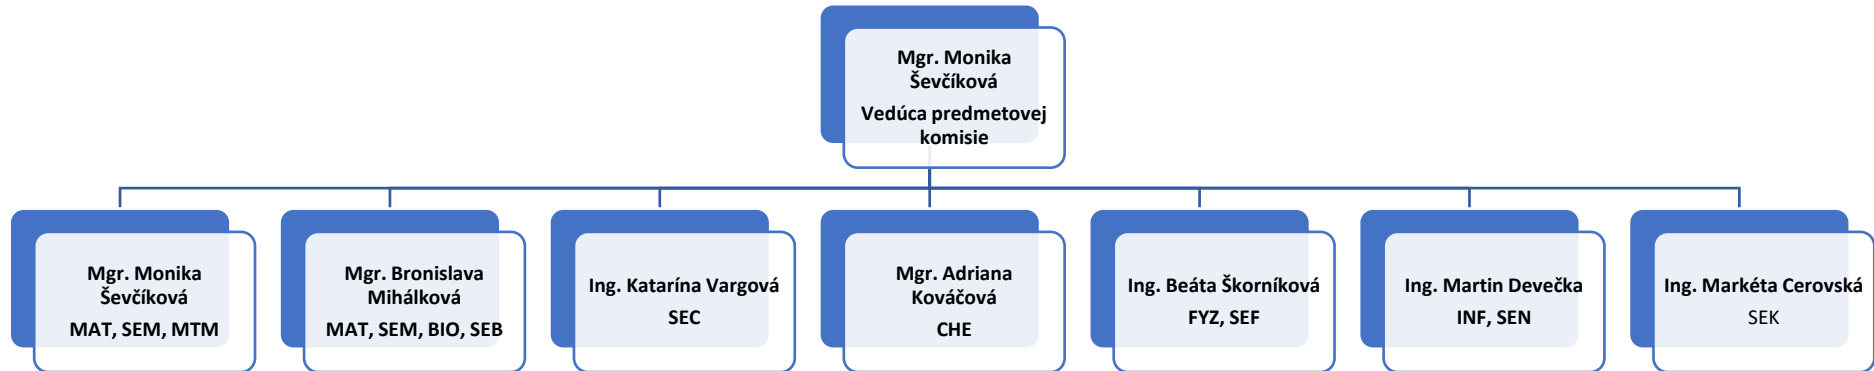 Mgr. Monika
Ševčíková
Vedúca predmetovej
komisie
Mgr. Monika
Ševčíková
MAT, SEM, MTM
Mgr. Bronislava
Mihálková
MAT, SEM, BIO, SEB
Ing. Katarína Vargová
SEC
Mgr. Adriana
Kováčová
CHE
Ing. Beáta Škorníková
FYZ, SEF
Ing. Martin Devečka
INF, SEN
Ing. Markéta Cerovská
SEK